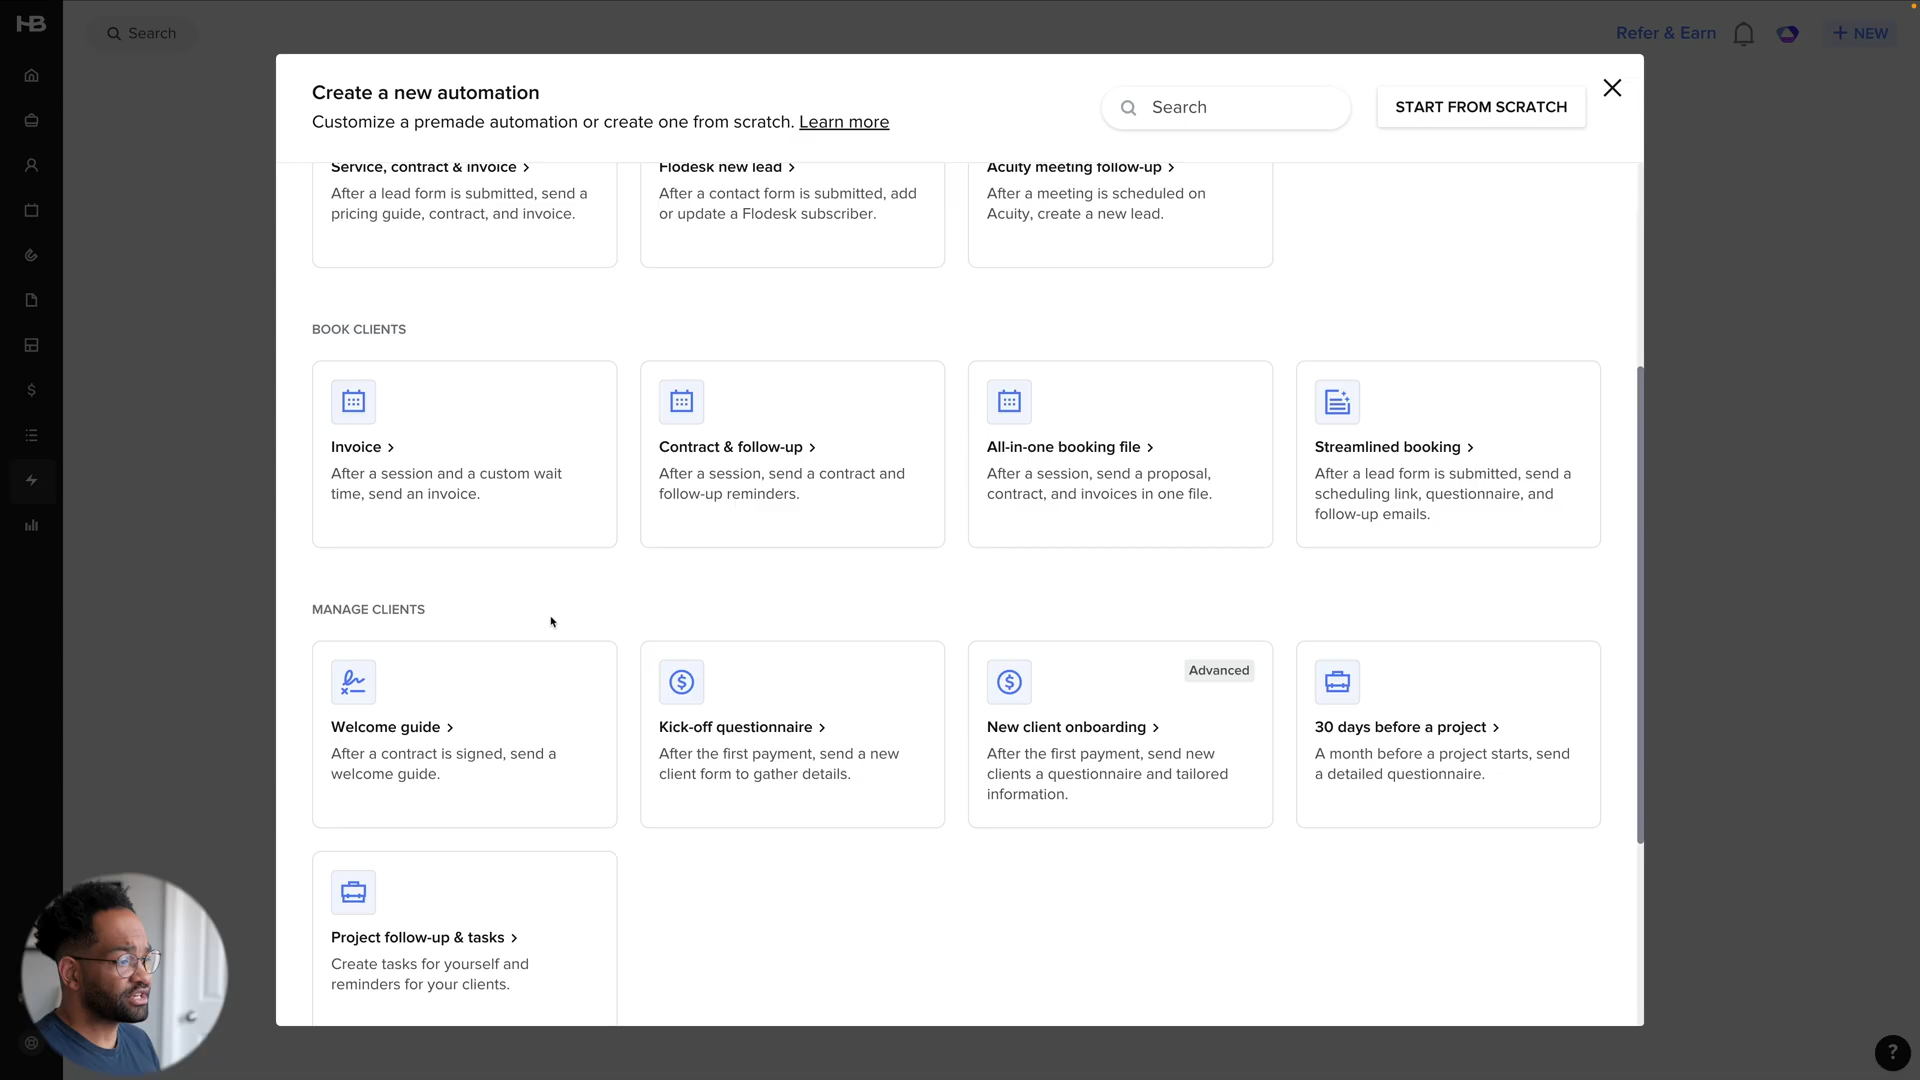 HB
Search
Refer & Earn
+ NEW
Create a new automation
Customize a premade automation or create one from scratch. Learn more
Search
START FROM SCRATCH
Service, contract & invoice >
After a lead form is submitted, send a
pricing guide, contract, and invoice.
Flodesk new lead >
After a contact form is submitted, add
or update a Flodesk subscriber.
Acuity meeting follow-up >
After a meeting is scheduled on
Acuity, create a new lead.
BOOK CLIENTS
Invoice >
After a session and a custom wait
time, send an invoice.
Contract & follow-up >
After a session, send a contract and
follow-up reminders.
All-in-one booking file >
After a session, send a proposal,
contract, and invoices in one file.
Streamlined booking >
After a lead form is submitted, send a
scheduling link, questionnaire, and
follow-up emails.
MANAGE CLIENTS
Welcome guide >
After a contract is signed, send a
welcome guide.
Kick-off questionnaire >
After the first payment, send a new
client form to gather details.
Advanced
New client onboarding >
After the first payment, send new
clients a questionnaire and tailored
information.
30 days before a project >
A month before a project starts, send
a detailed questionnaire.
Project follow-up & tasks >
Create tasks for yourself and
reminders for your clients.
?